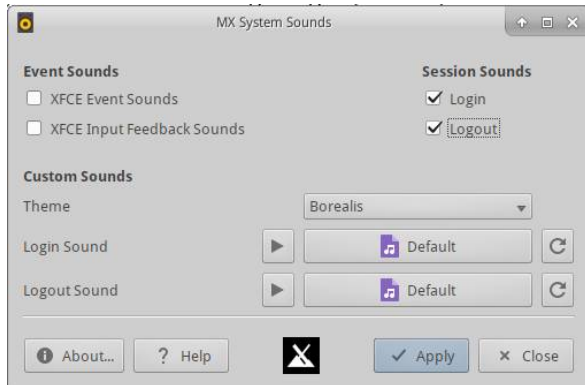 MX System Sounds
Event Sounds
Session Sounds
XFCE Event Sounds
Login
XFCE Input Feedback Sounds
Logout
Custom Sounds
Theme
Borealis
Login Sound
Default
Logout Sound
Default
About...
? Help
Apply
Close